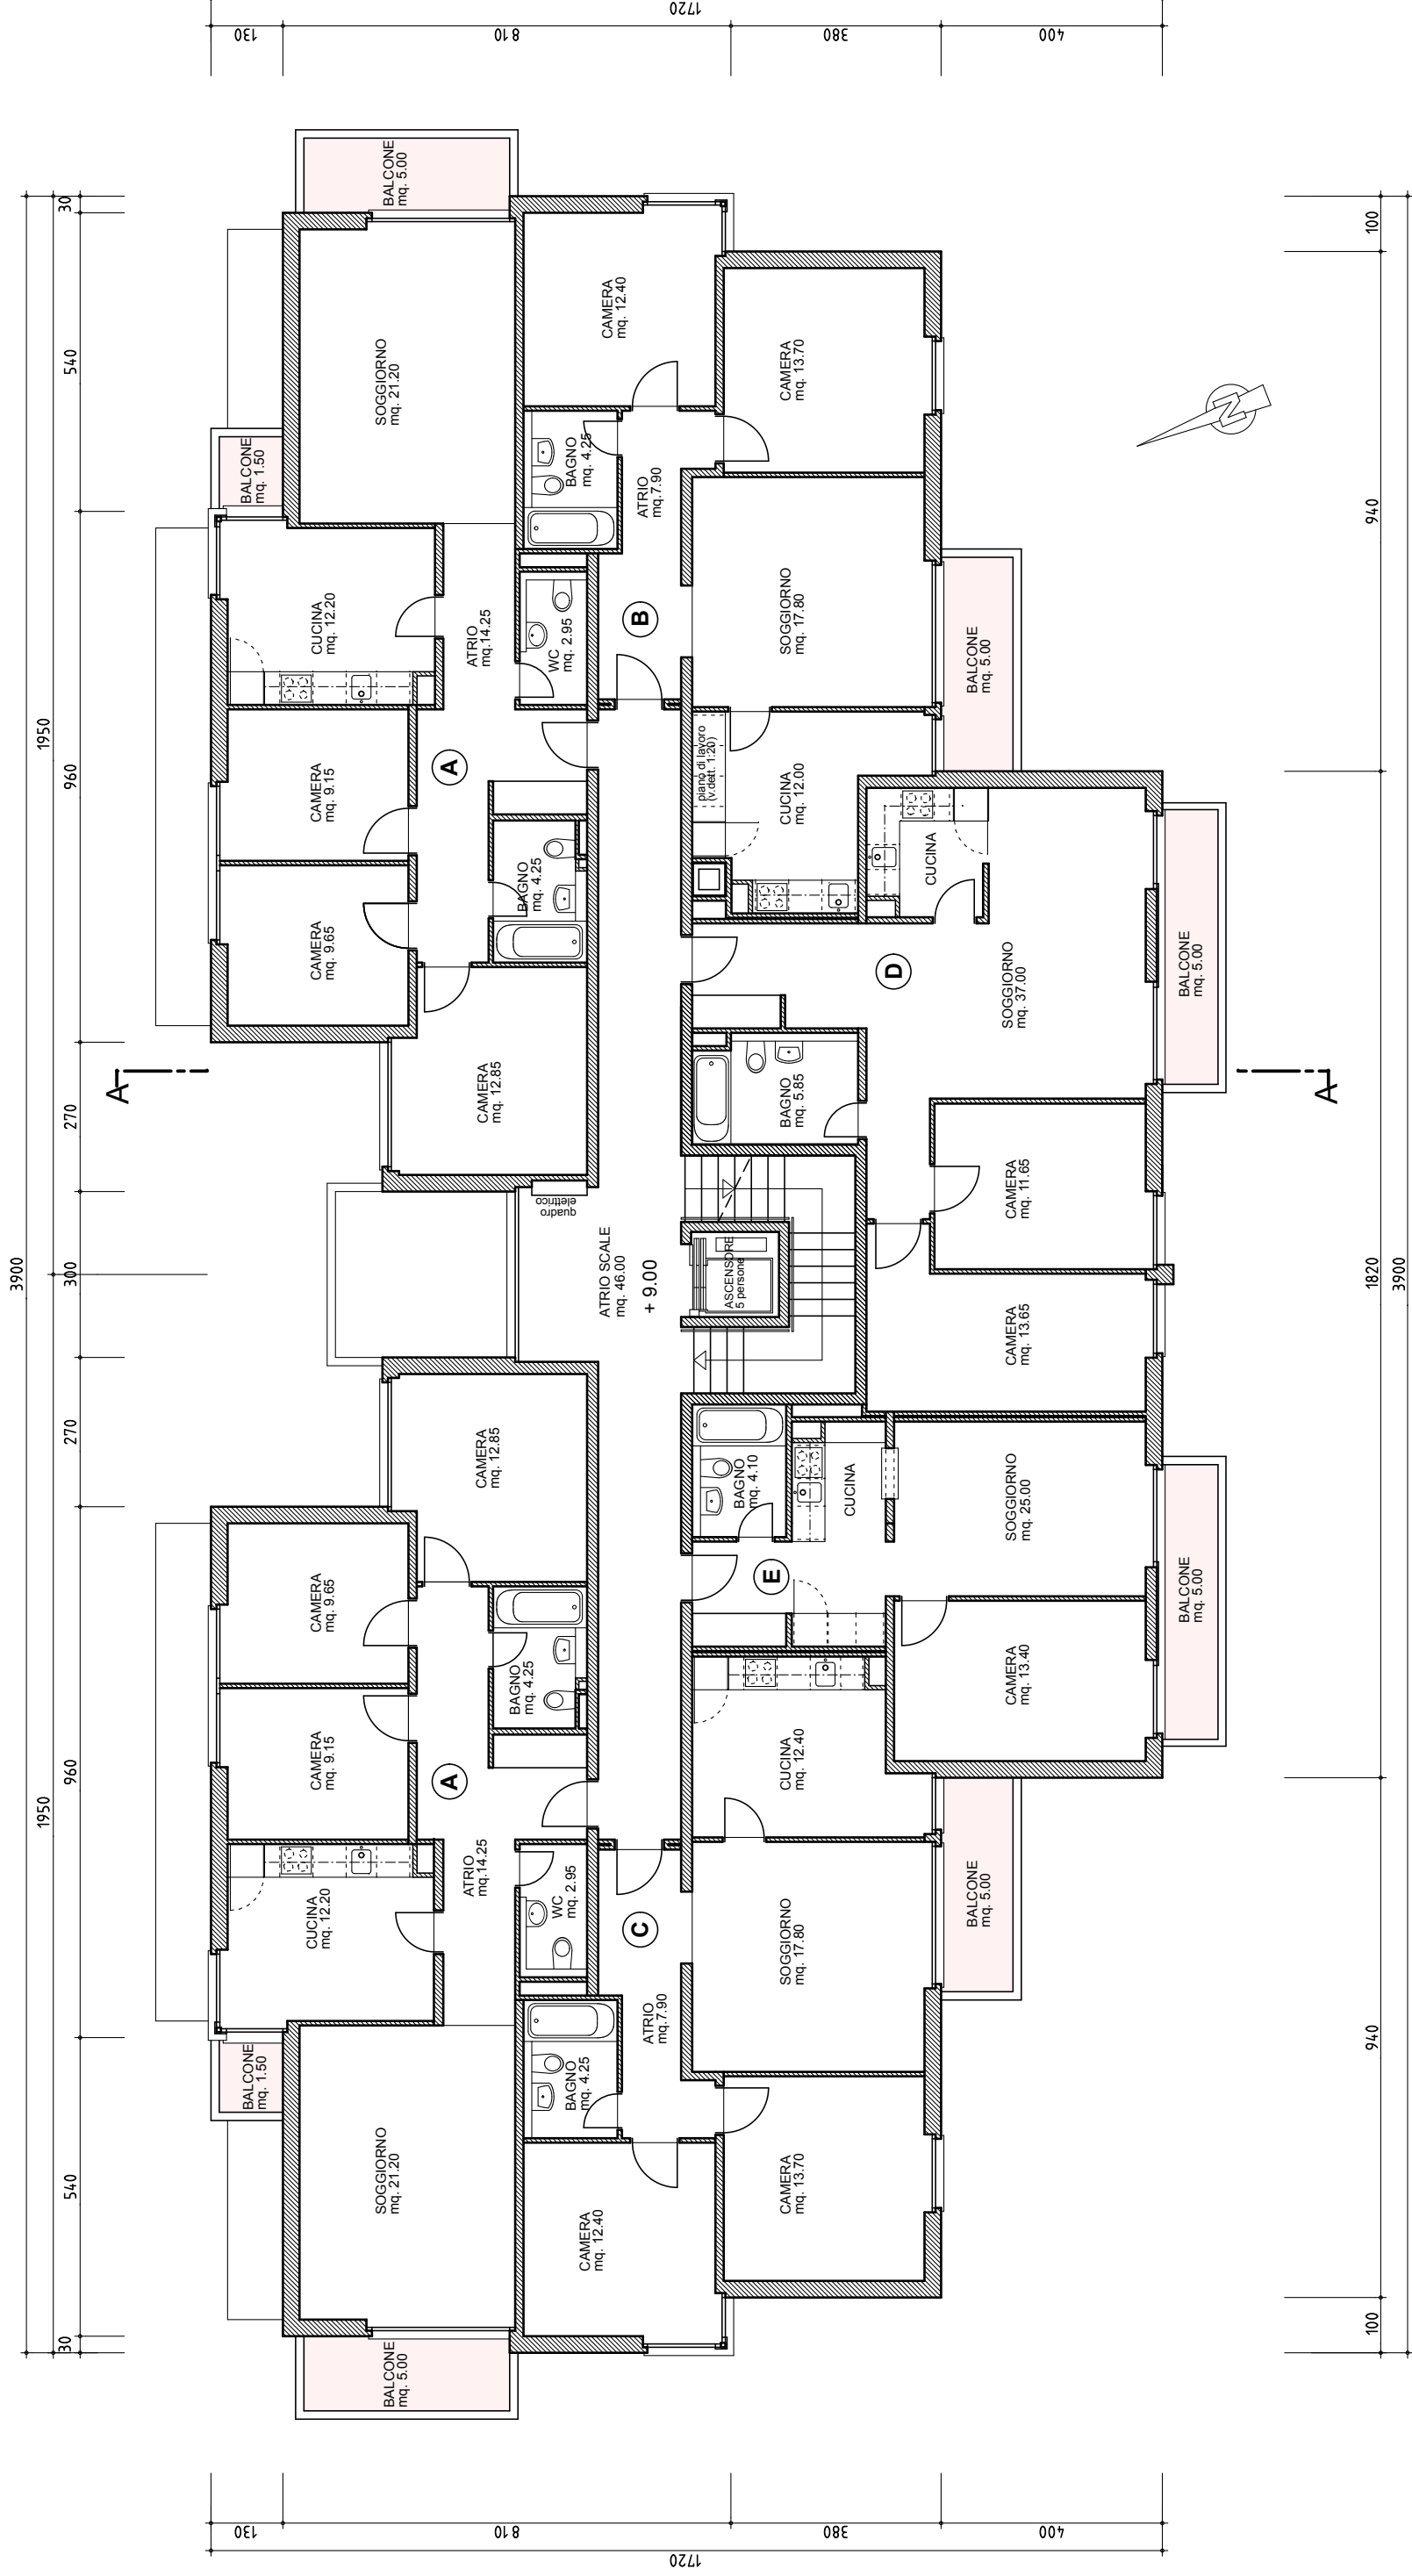 1720
130
810
380
400
BALCONE
mq. 5.00
30
540
960
270
300
270
960
540
30
1950
1950
3900
100
940
1820
940
100
3900
SOGGIORNO
mq. 21.20
CAMERA
mq. 12.40
CAMERA
mq. 13.70
BALCONE
mq. 1.50
BAGNO
mq. 4.25
ATRIO
mq.7.90
N
CUCINA
mq. 12.20
ATRIO
mq.14.25
WC
mq. 2.95
B
SOGGIORNO
mq. 17.80
BALCONE
mq. 5.00
A
CAMERA
mq. 9.15
piano di lavoro
(v.dett. 1:20)
CUCINA
mq. 12.00
CUCINA
BAGNO
mq. 4.25
CAMERA
mq. 9.65
D
SOGGIORNO
mq. 37.00
BALCONE
mq. 5.00
A
A
CAMERA
mq. 12.85
BAGNO
mq. 5.85
CAMERA
mq. 11.65
quadro
elettrico
ATRIO SCALE
mq. 46.00
+ 9.00
ASCENSORE
5 persone
CAMERA
mq. 13.65
CAMERA
mq. 12.85
BAGNO
mq. 4.10
CUCINA
SOGGIORNO
mq. 25.00
E
BALCONE
mq. 5.00
CAMERA
mq. 9.65
BAGNO
mq. 4.25
CAMERA
mq. 13.40
CAMERA
mq. 9.15
CUCINA
mq. 12.40
A
ATRIO
mq.14.25
WC
mq. 2.95
CUCINA
mq. 12.20
C
SOGGIORNO
mq. 17.80
BALCONE
mq. 5.00
ATRIO
mq.7.90
BALCONE
mq. 1.50
BAGNO
mq. 4.25
SOGGIORNO
mq. 21.20
CAMERA
mq. 12.40
CAMERA
mq. 13.70
BALCONE
mq. 5.00
130
810
380
400
1720